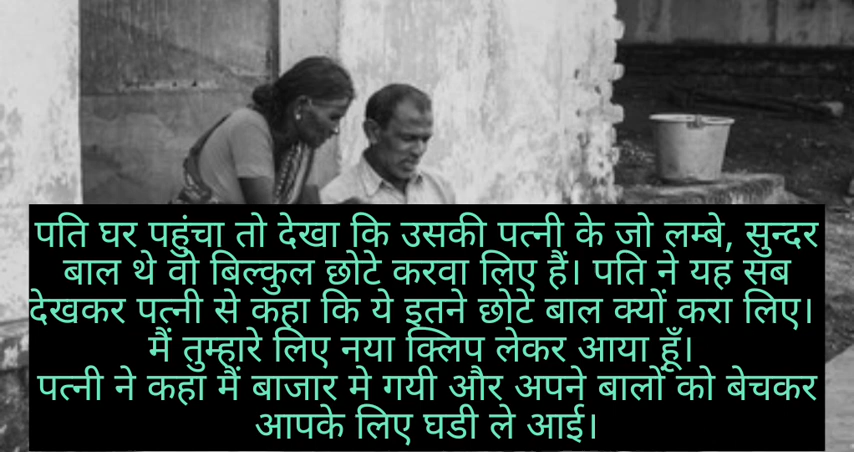 पति घर पहुंचा तो देखा कि उसकी पत्नी के जो लम्बे, सुन्दर
बाल थे वो बिल्कुल छोटे करवा लिए हैं। पति ने यह सब
देखकर पत्नी से कहा कि ये इतने छोटे बाल क्यों करा लिए।
मैं तुम्हारे लिए नया क्लिप लेकर आया हूँ।
पत्नी ने कहा मैं बाजार मे गयी और अपने बालों को बेचकर
आपके लिए घडी ले आई।